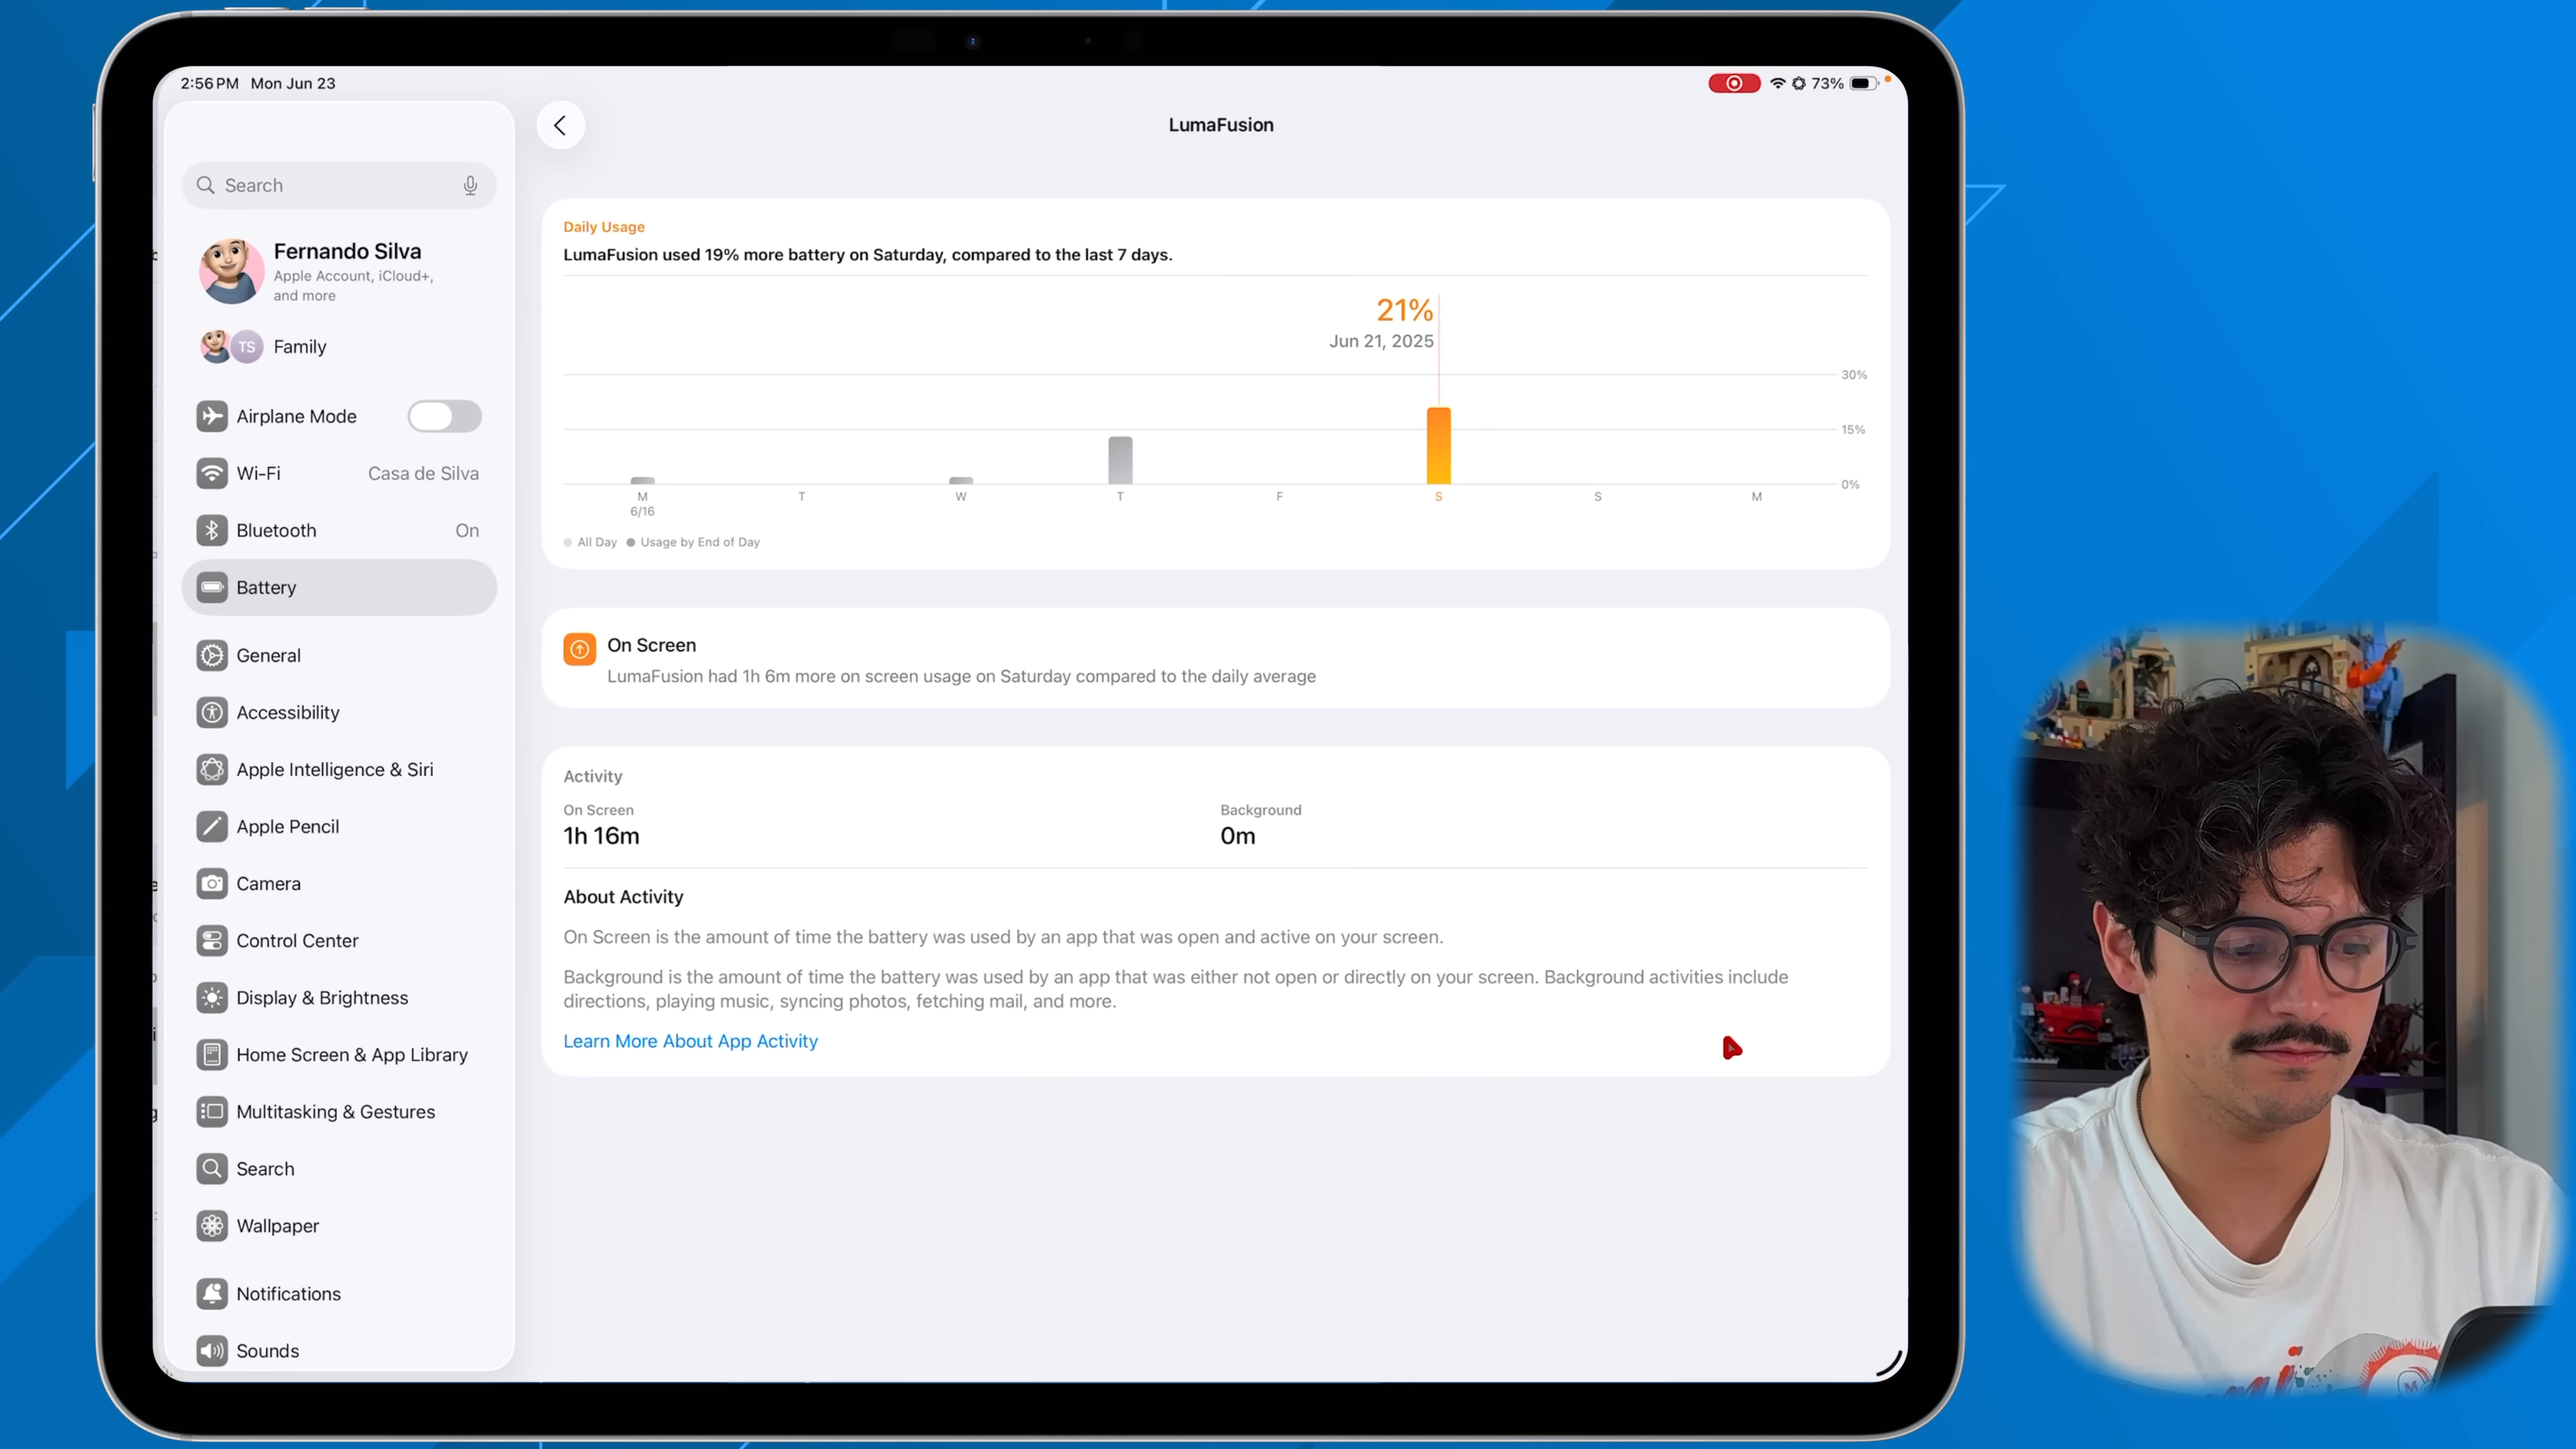 2:56 PM Mon Jun 23
73%
Search
Fernando Silva
Apple Account, iCloud+,
and more
TS
Family
Airplane Mode
Wi-Fi
Casa de Silva
Bluetooth
On
Battery
General
Accessibility
Apple Intelligence & Siri
Apple Pencil
Camera
Control Center
Display & Brightness
Home Screen & App Library
Multitasking & Gestures
Search
Wallpaper
Notifications
Sounds
LumaFusion
Daily Usage
LumaFusion used 19% more battery on Saturday, compared to the last 7 days.
21%
Jun 21, 2025
30%
15%
0%
M T W T F S S M
6/16
All Day Usage by End of Day
On Screen
LumaFusion had 1h 6m more on screen usage on Saturday compared to the daily average
Activity
On Screen Background
1h 16m 0m
About Activity
On Screen is the amount of time the battery was used by an app that was open and active on your screen.
Background is the amount of time the battery was used by an app that was either not open or directly on your screen. Background activities include
directions, playing music, syncing photos, fetching mail, and more.
Learn More About App Activity